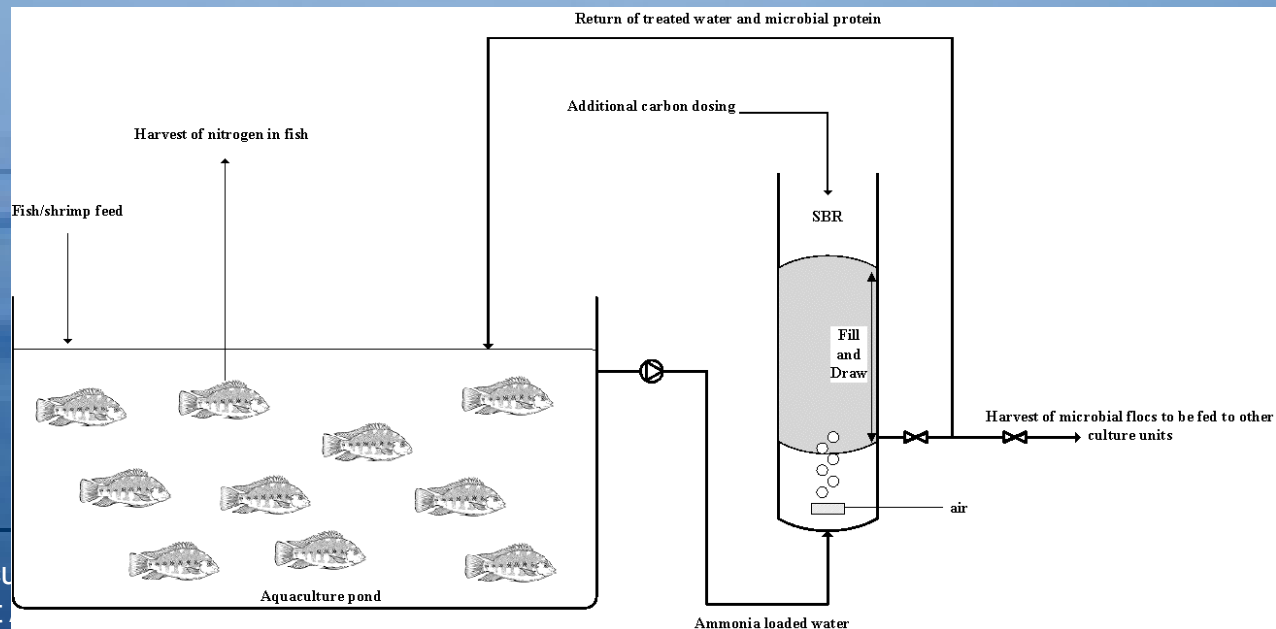 Return of treated water and microbial protein
Additional carbon dosing
Harvest of nitrogen in fish
Fish/shrimp feed
SBR
Fill
and
Draw
Harvest of microbial flocs to be fed to other
culture units
air
Aquaculture pond
Ammonia loaded water